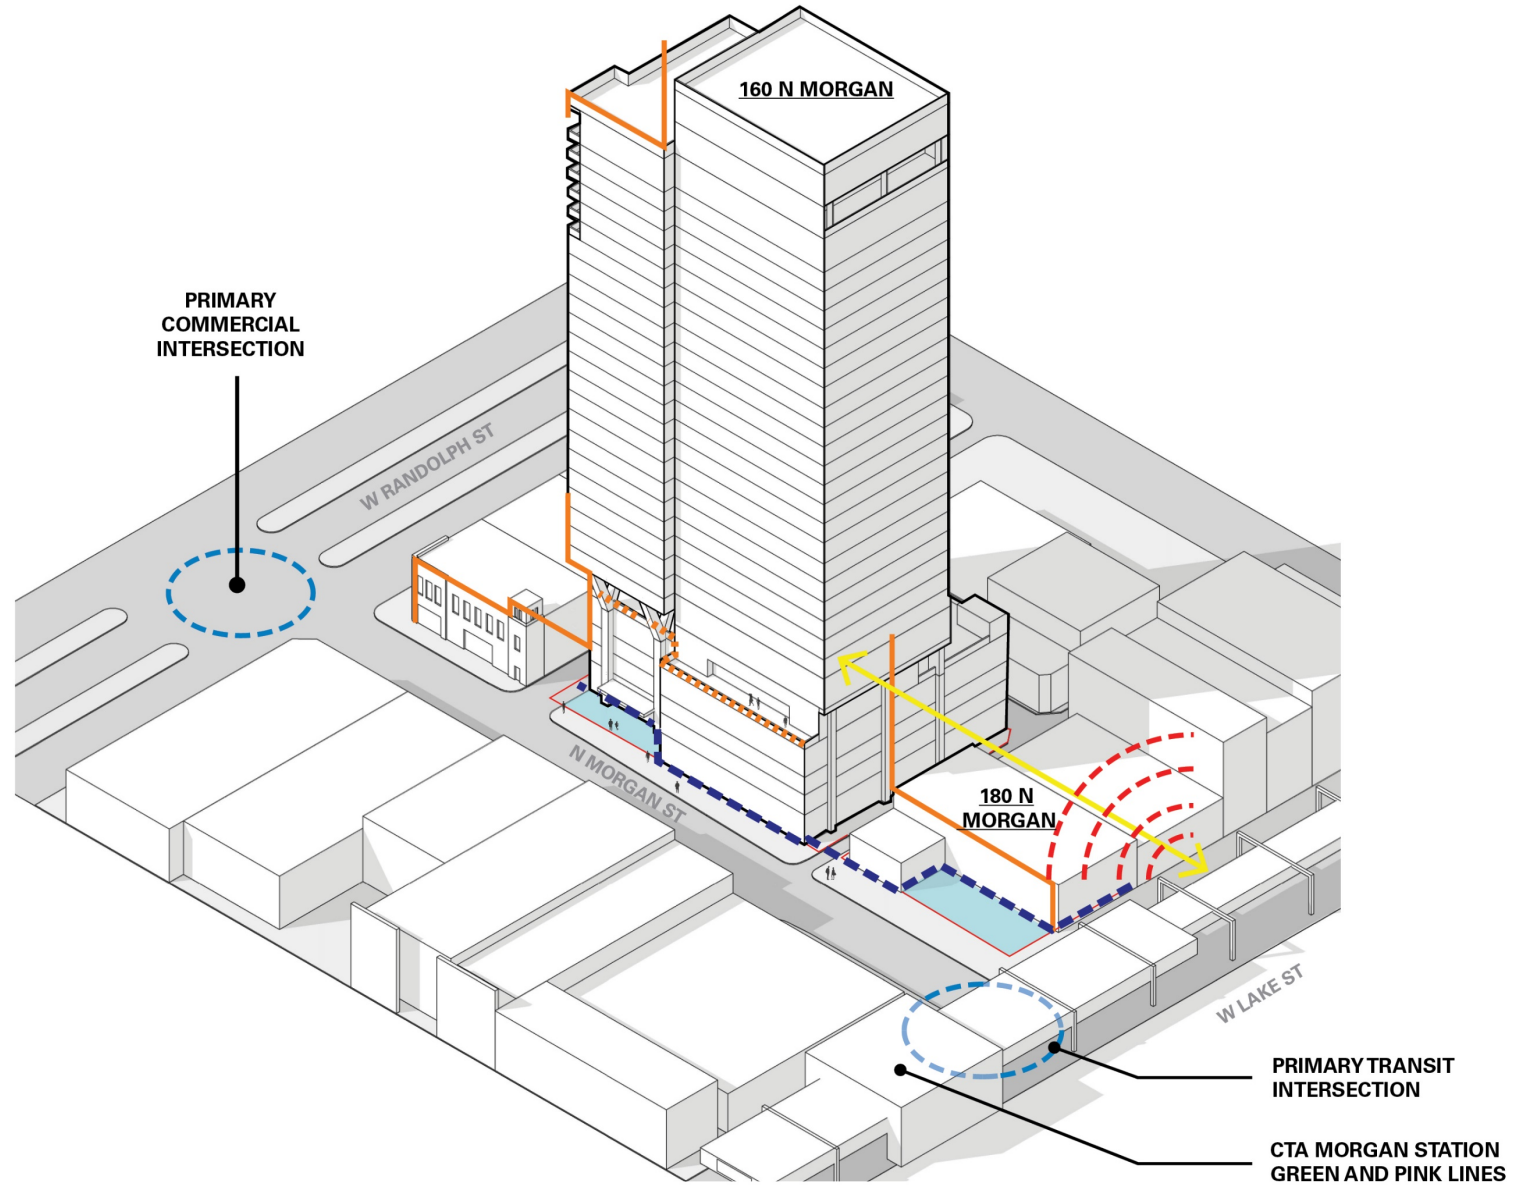 160 N MORGAN
PRIMARY
COMMERCIAL
INTERSECTION
W RANDOLPH ST
N MORGAN ST
180 N
MORGAN
W LAKE ST
PRIMARY TRANSIT
INTERSECTION
CTA MORGAN STATION
GREEN AND PINK LINES